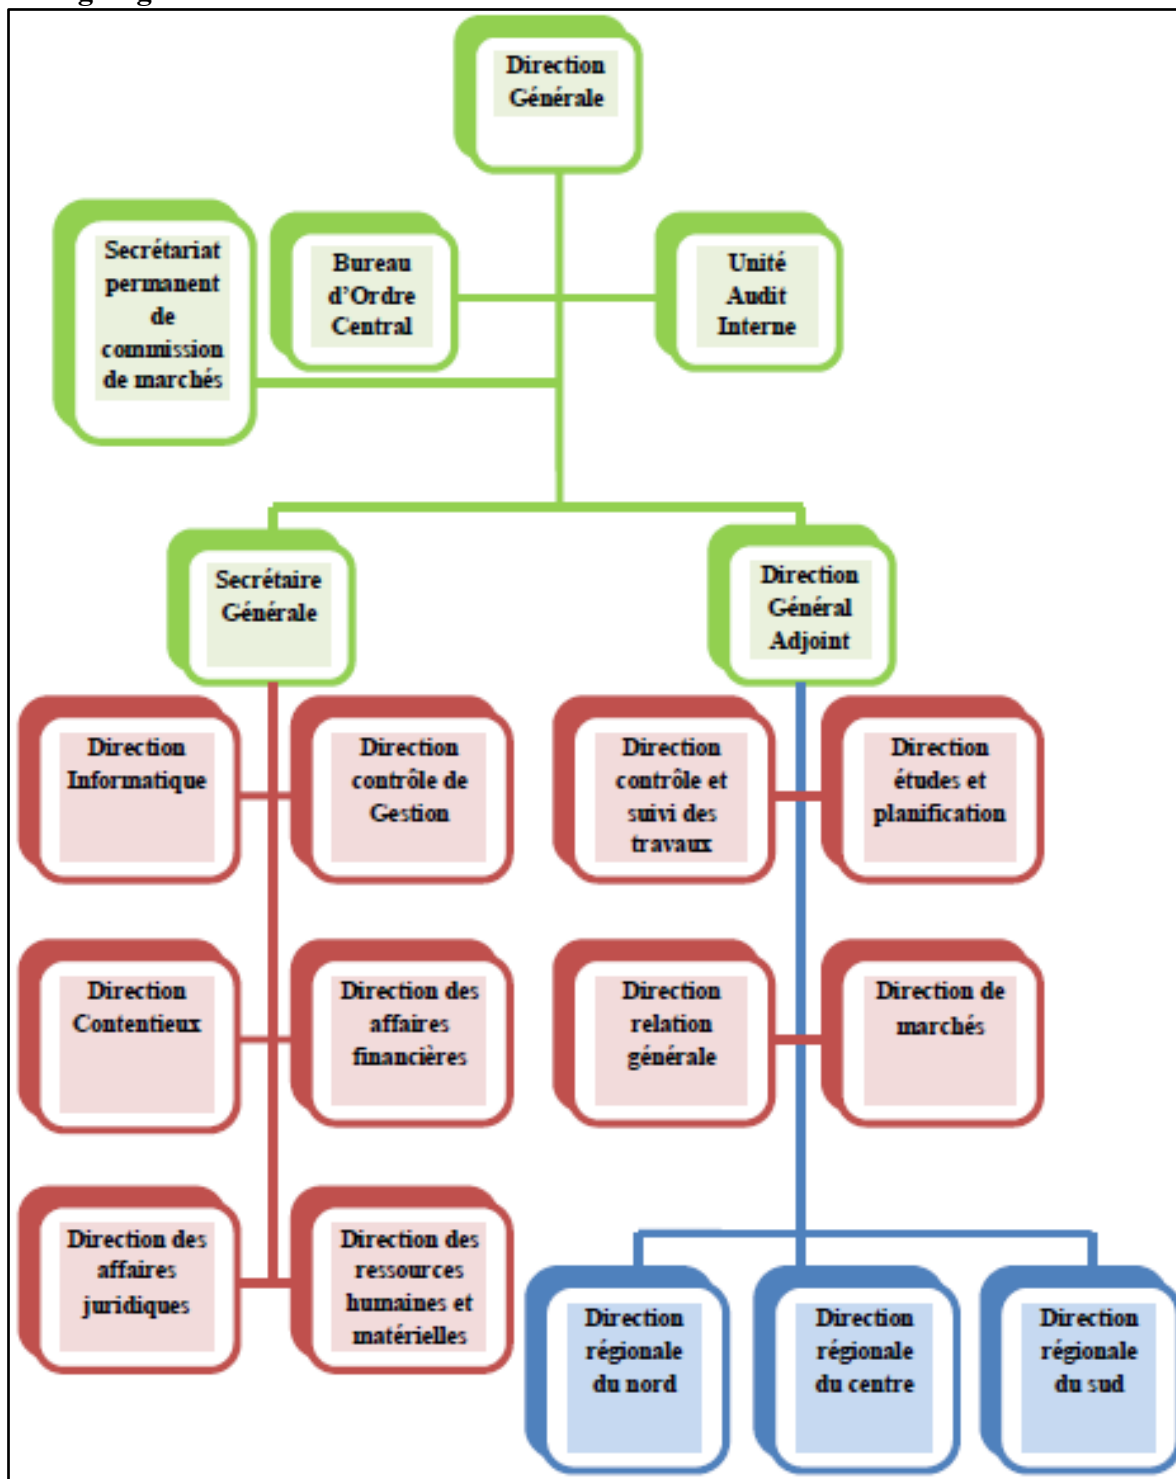 Direction
Générale
Secrétariat
permanent
de
commission
de marchés
Bureau
d’Ordre
Central
Unité
Audit
Interne
Secrétaire
Générale
Direction
Général
Adjoint
Direction
Informatique
Direction
contrôle de
Gestion
Direction
contrôle et
suivi des
travaux
Direction
études et
planification
Direction
Contentieux
Direction des
affaires
financières
Direction
relation
générale
Direction de
marchés
Direction des
affaires
juridiques
Direction des
ressources
humaines et
matérielles
Direction
régionale
du nord
Direction
régionale
du centre
Direction
régionale
du sud